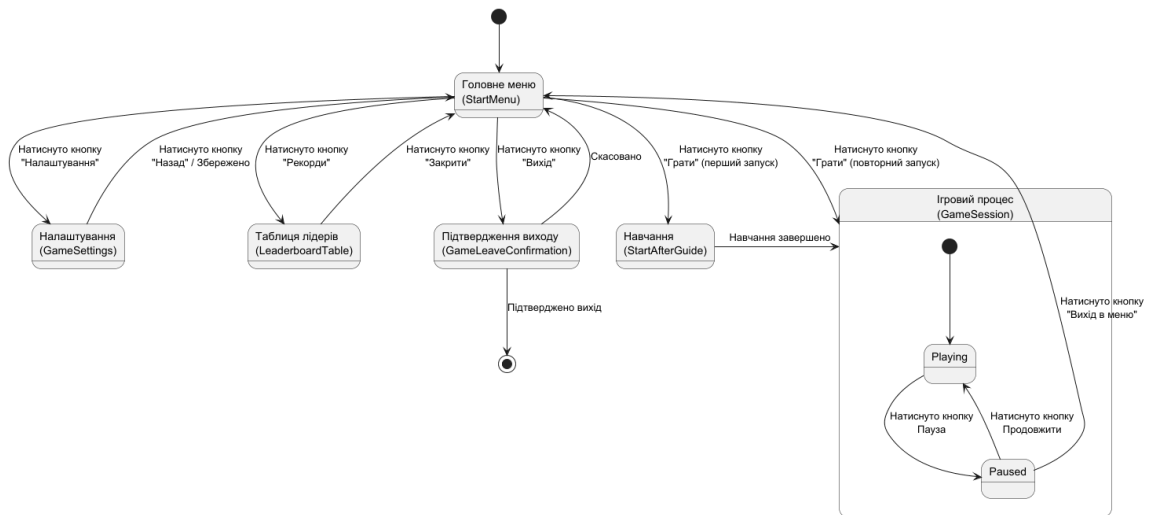 Головне меню
(StartMenu)
Натиснуто кнопку
"Налаштування"
Натиснуто кнопку
"Назад" / Збережено
Натиснуто кнопку
"Рекорди"
Натиснуто кнопку
"Закрити"
Натиснуто кнопку
"Вихід"
Скасовано
Натиснуто кнопку
"Грати" (перший запуск)
Натиснуто кнопку
"Грати" (повторний запуск)
Ігровий процес
(GameSession)
Налаштування
(GameSettings)
Таблиця лідерів
(LeaderboardTable)
Підтвердження виходу
(GameLeaveConfirmation)
Навчання
(StartAfterGuide)
Навчання завершено
Підтверджено вихід
Натиснуто кнопку
"Вихід в меню"
Playing
Натиснуто кнопку
Пауза
Натиснуто кнопку
Продовжити
Paused